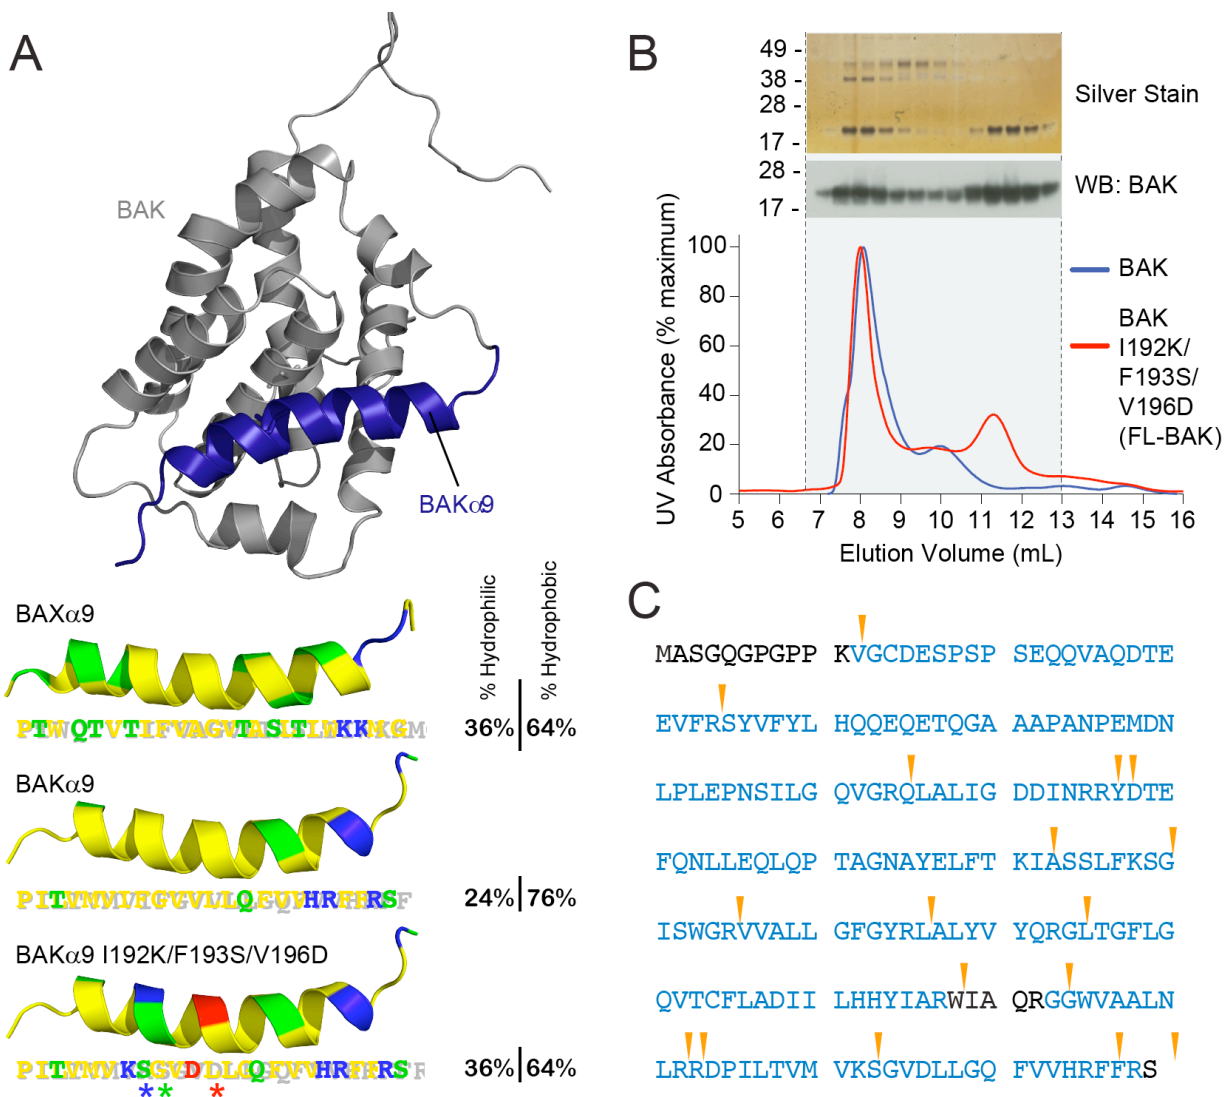 A
BAK
BAKα9
BAXα9
% Hydrophilic
% Hydrophobic
36% 64%
BAKα9
24% 76%
BAKα9 I192K/F193S/V196D
36% 64%
* * *
B
49 -
38 -
28 -
17 -
Silver Stain
28 -
17 -
WB: BAK
UV Absorbance (% maximum)
100
80
60
40
20
0
5 6 7 8 9 10 11 12 13 14 15 16
Elution Volume (mL)
BAK
BAK
I192K/
F193S/
V196D
(FL-BAK)
C
MASGQGPGPP KVGCDESPSP SEQQVAQDTE
EVFRSYVFYL HQQEQETQGA AAPANPEMDN
LPLEPNSILG QVGRQLALIG DDINRRYDTE
FQNLLEQLQP TAGNAYELFT KIASSLFKSG
ISWGRVVALL GFGYRLALYV YQRGLTGFLG
QVTCFLADII LHHYIARWIA QRGGWVAALN
LRRDPILTVM VKSGVDLLGQ FVVHRFFRS